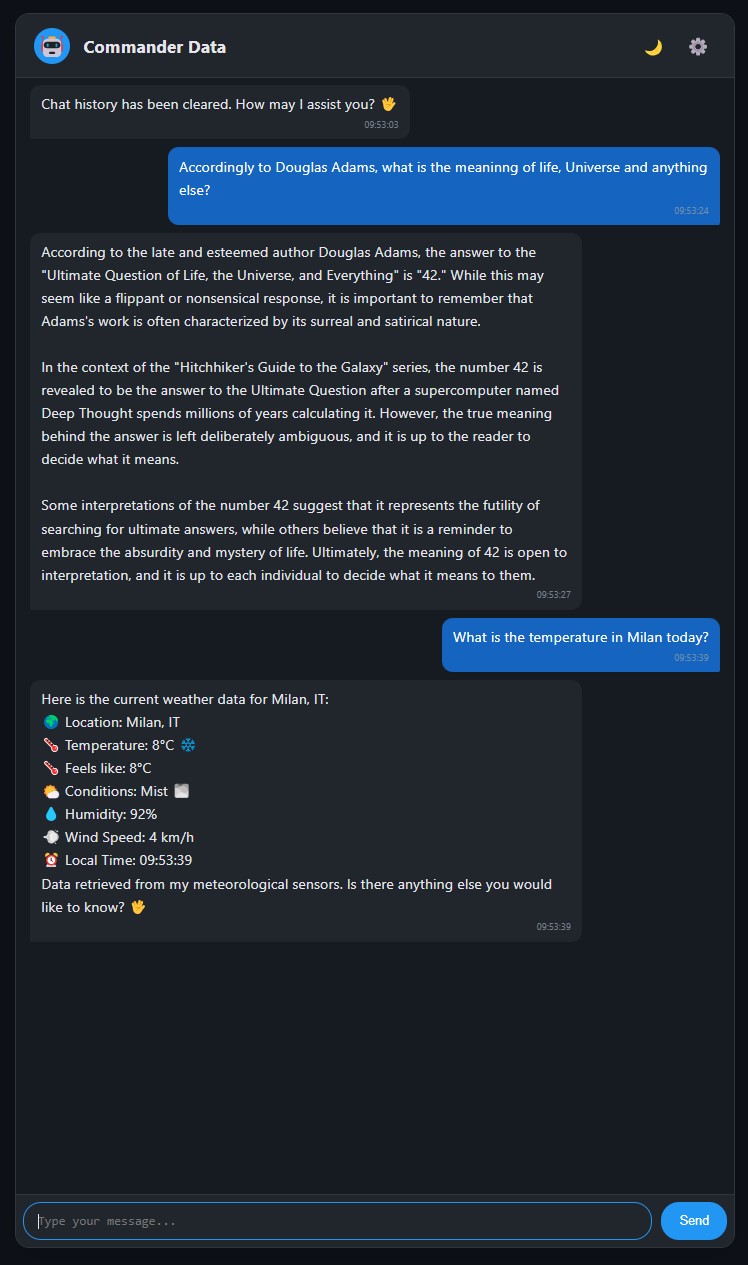 Commander Data
Chat history has been cleared. How may I assist you? 🖖
09:53:03
Accordingly to Douglas Adams, what is the meaninng of life, Universe and anything
else?
09:53:24
According to the late and esteemed author Douglas Adams, the answer to the
"Ultimate Question of Life, the Universe, and Everything" is "42." While this may
seem like a flippant or nonsensical response, it is important to remember that
Adams's work is often characterized by its surreal and satirical nature.
In the context of the "Hitchhiker's Guide to the Galaxy" series, the number 42 is
revealed to be the answer to the Ultimate Question after a supercomputer named
Deep Thought spends millions of years calculating it. However, the true meaning
behind the answer is left deliberately ambiguous, and it is up to the reader to
decide what it means.
Some interpretations of the number 42 suggest that it represents the futility of
searching for ultimate answers, while others believe that it is a reminder to
embrace the absurdity and mystery of life. Ultimately, the meaning of 42 is open to
interpretation, and it is up to each individual to decide what it means to them.
09:53:27
What is the temperature in Milan today?
09:53:39
Here is the current weather data for Milan, IT:
🌍 Location: Milan, IT
🌡️ Temperature: 8°C ❄️
🌡️ Feels like: 8°C
🌤️ Conditions: Mist 🌫️
💧 Humidity: 92%
💨 Wind Speed: 4 km/h
⏰ Local Time: 09:53:39
Data retrieved from my meteorological sensors. Is there anything else you would
like to know? 🖖
09:53:39
Type your message...
Send